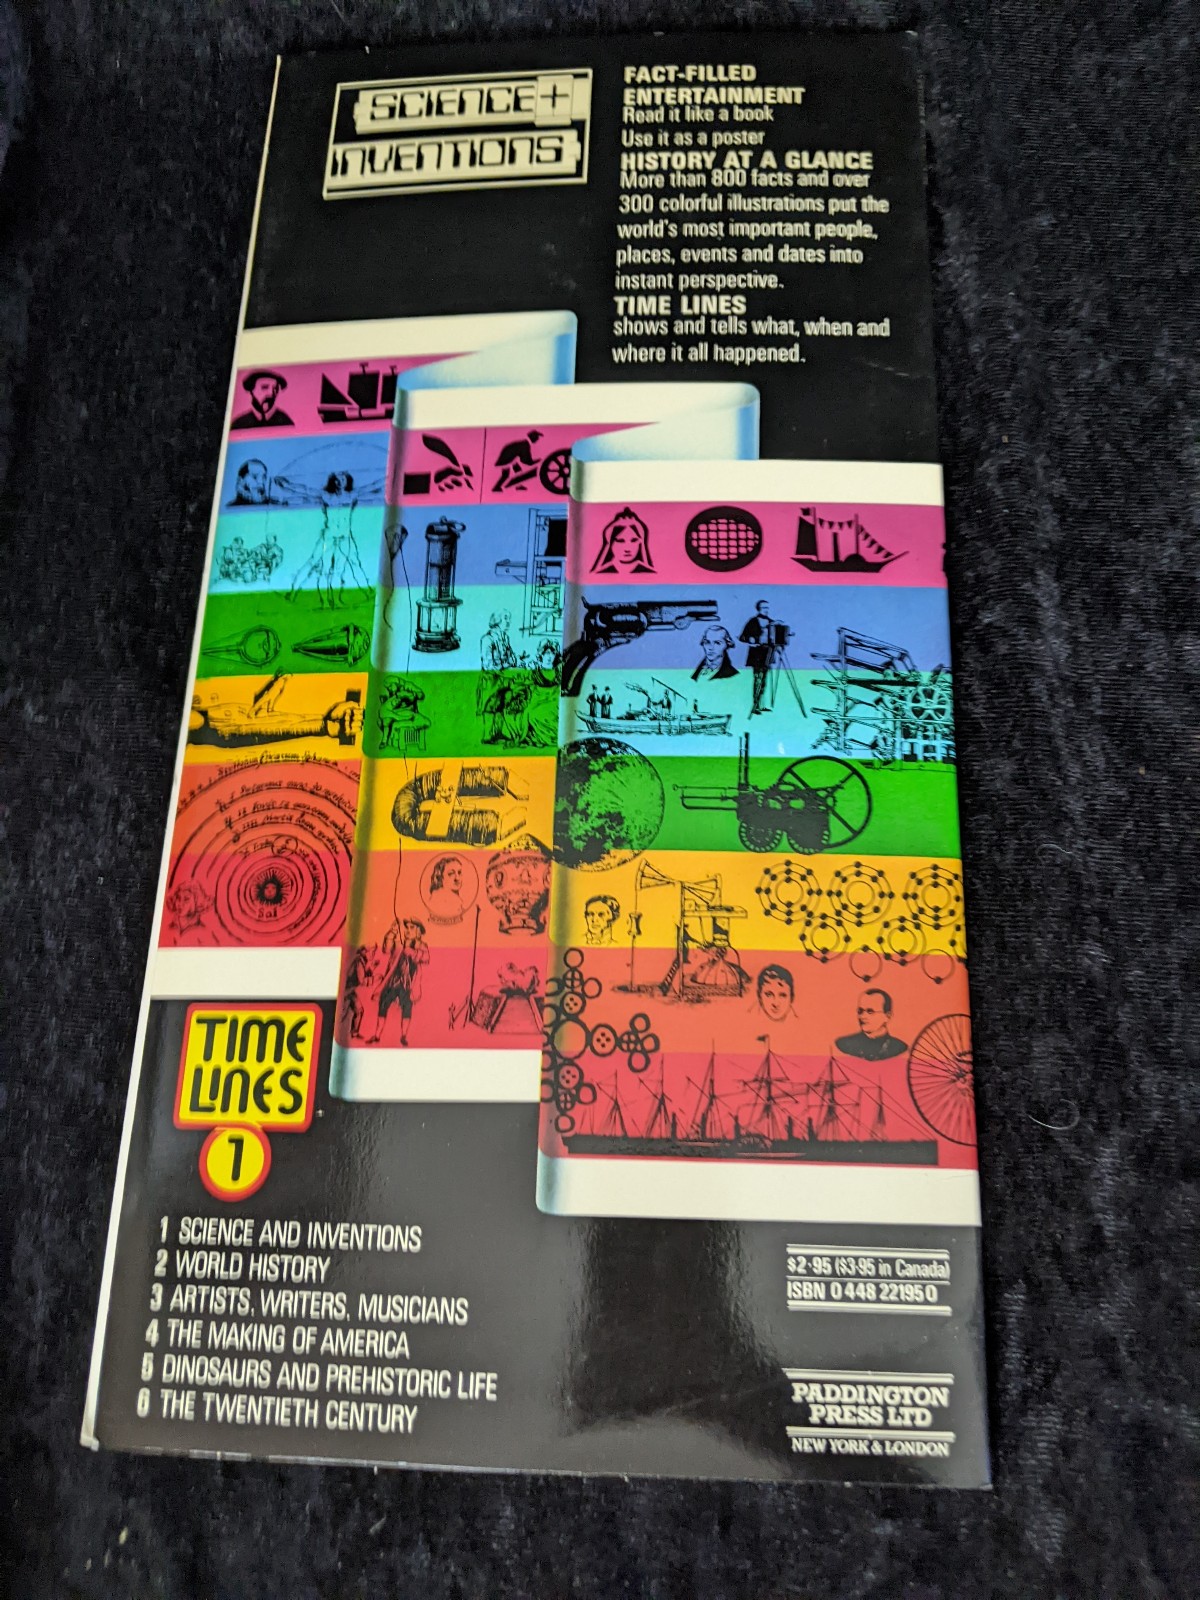 SCIENCE+
INVENTIONS
FACT-FILLED
ENTERTAINMENT
Read it like a book
Use it as a poster
HISTORY AT A GLANCE
More than 800 facts and over
300 colorful illustrations put the
world's most important people,
places, events and dates into
instant perspective.
TIME LINES
shows and tells what, when and
where it all happened.
Sol
TIME
LINES
1
1 SCIENCE AND INVENTIONS
2 WORLD HISTORY
3 ARTISTS, WRITERS, MUSICIANS
4 THE MAKING OF AMERICA
5 DINOSAURS AND PREHISTORIC LIFE
6 THE TWENTIETH CENTURY
$2·95 ($3·95 in Canada)
ISBN 0 448 22195 0
PADDINGTON
PRESS LTD
NEW YORK & LONDON